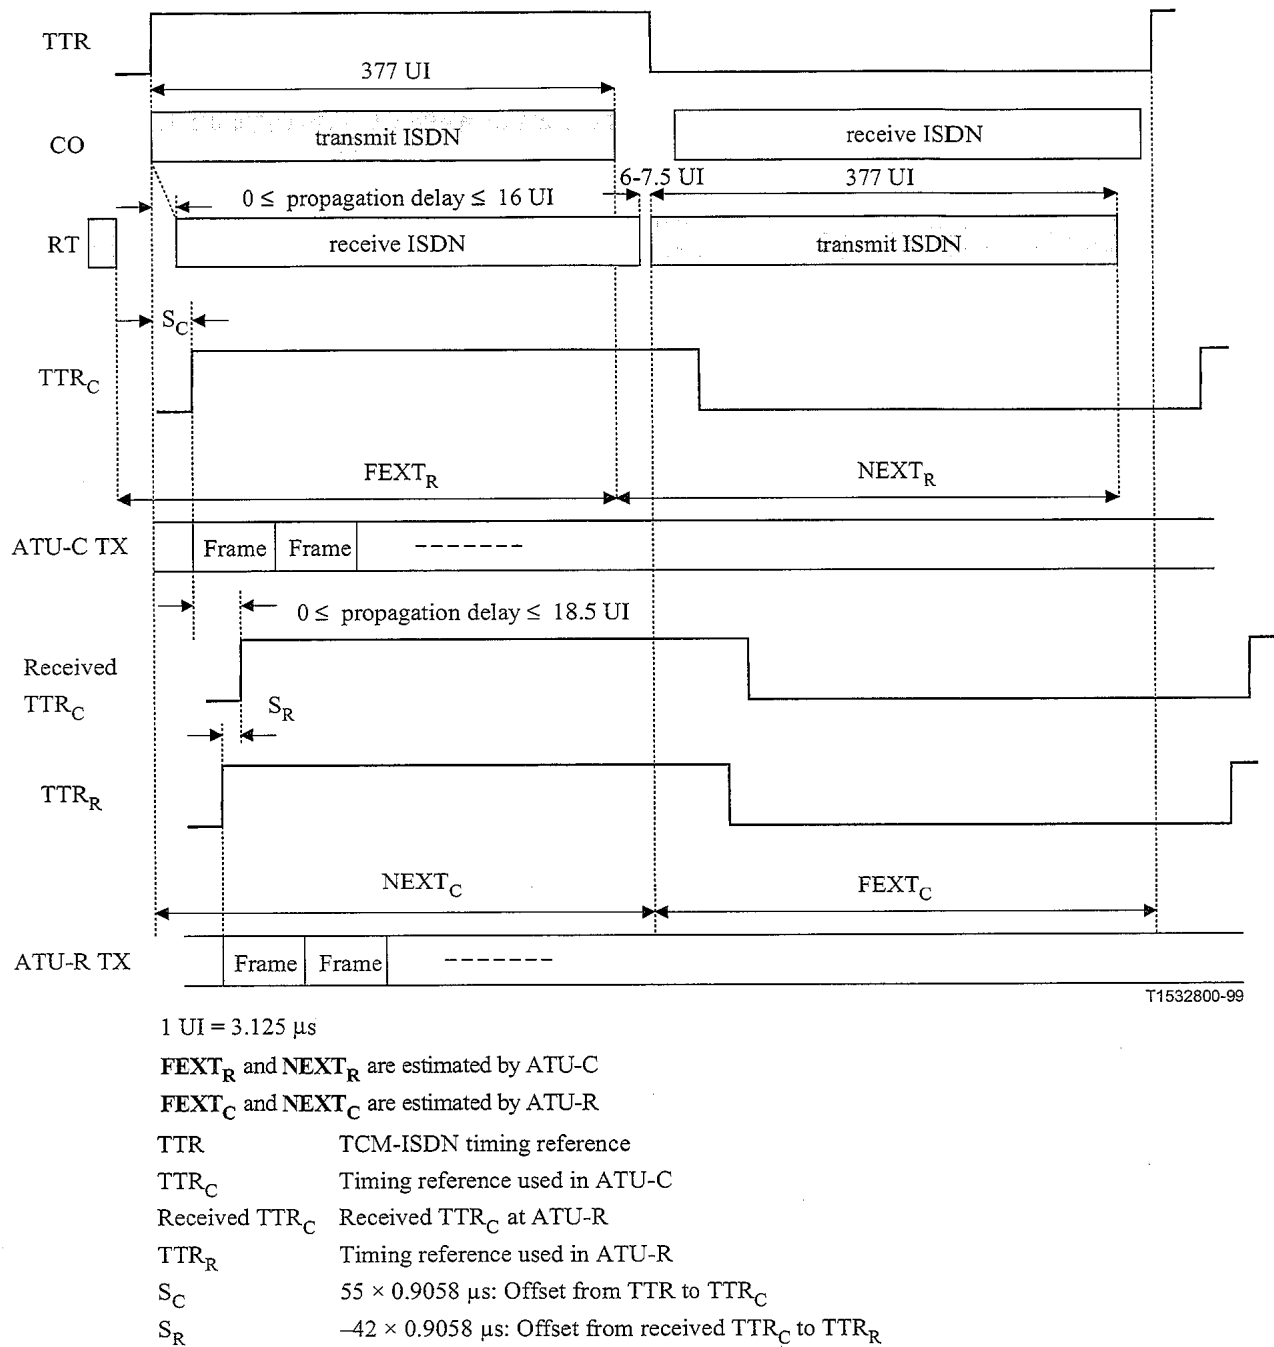 TTR
377 UI
CO
transmit ISDN
receive ISDN
6-7.5 UI
377 UI
0 ≤ propagation delay ≤ 16 UI
RT
receive ISDN
transmit ISDN
S_C
TTR_C
FEXT_R
NEXT_R
ATU-C TX
Frame
Frame
0 ≤ propagation delay ≤ 18.5 UI
Received
TTR_C
S_R
TTR_R
NEXT_C
FEXT_C
ATU-R TX
Frame
Frame
T1532800-99
1 UI = 3.125 µs
FEXT_R and NEXT_R are estimated by ATU-C
FEXT_C and NEXT_C are estimated by ATU-R
TTR TCM-ISDN timing reference
TTR_C Timing reference used in ATU-C
Received TTR_C Received TTR_C at ATU-R
TTR_R Timing reference used in ATU-R
S_C 55 × 0.9058 µs: Offset from TTR to TTR_C
S_R –42 × 0.9058 µs: Offset from received TTR_C to TTR_R